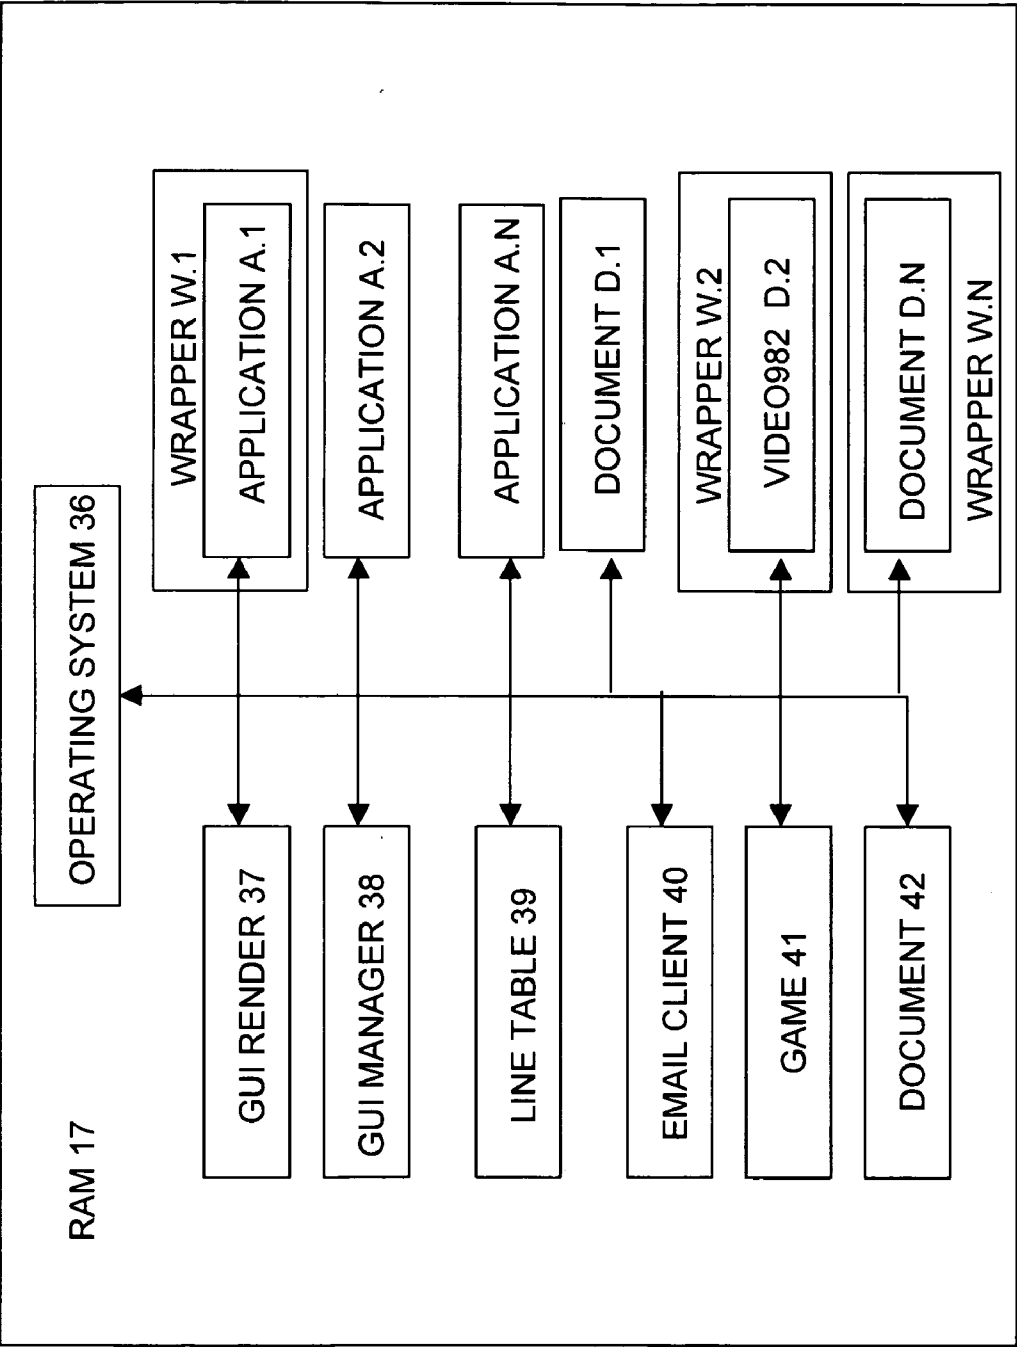 RAM 17
OPERATING SYSTEM 36
GUI RENDER 37
GUI MANAGER 38
LINE TABLE 39
EMAIL CLIENT 40
GAME 41
DOCUMENT 42
WRAPPER W.1
APPLICATION A.1
APPLICATION A.2
APPLICATION A.N
DOCUMENT D.1
WRAPPER W.2
VIDEO982 D.2
DOCUMENT D.N
WRAPPER W.N